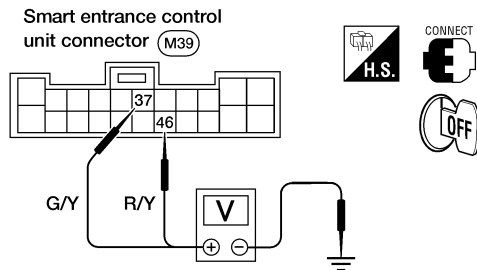 Smart entrance control
unit connector M39
CONNECT
H.S.
37
46
OFF
G/Y R/Y
V
+ −